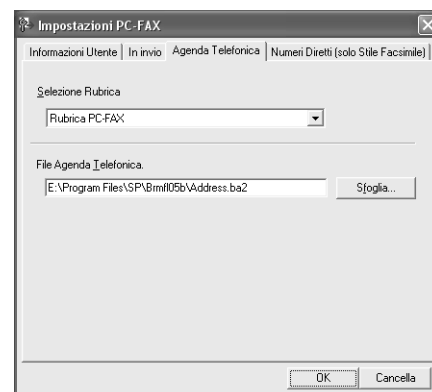 Impostazioni PC-FAX
Informazioni Utente In invio Agenda Telefonica Numeri Diretti (solo Stile Facsimile)
Selezione Rubrica
Rubrica PC-FAX
File Agenda Telefonica.
E:\Program Files\SP\Brmfl05b\Address.ba2 Sfoglia...
OK Cancella